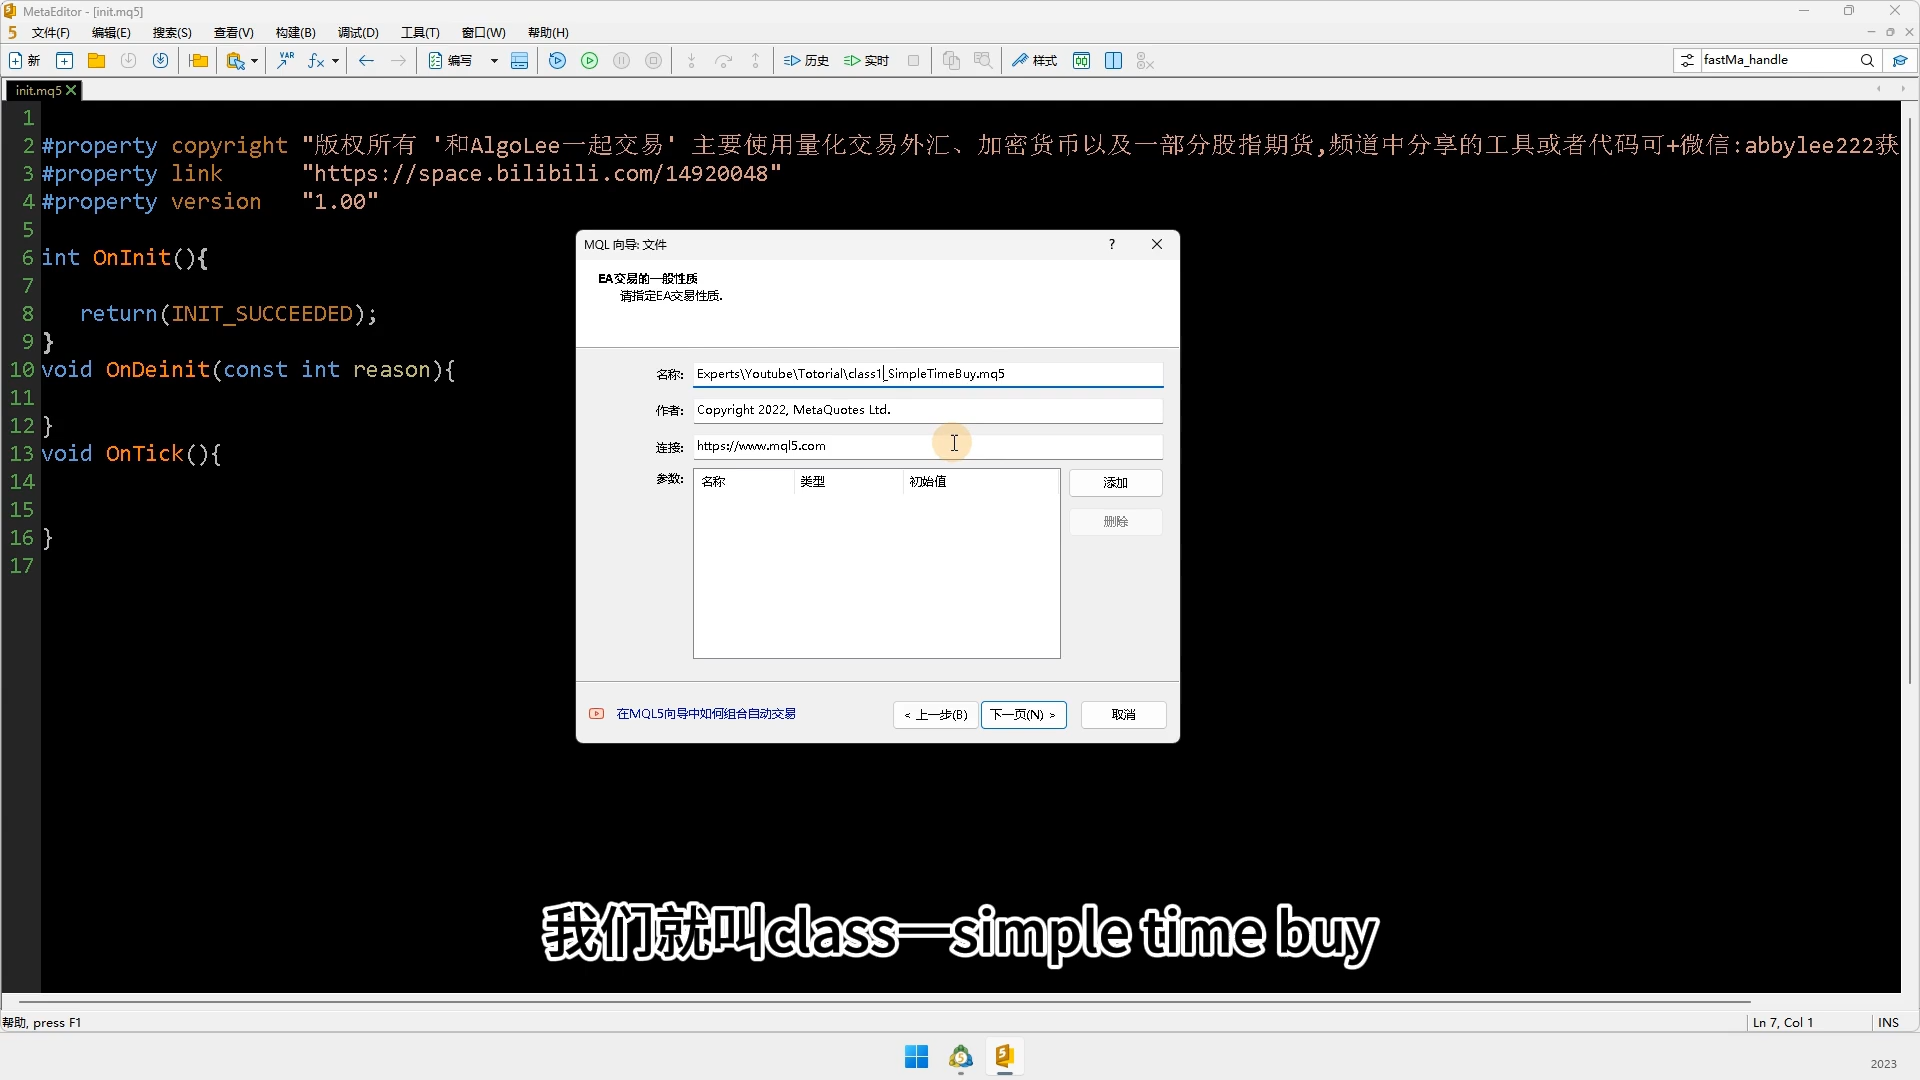 MetaEditor - [init.mq5]
文件(F) 编辑(E) 搜索(S) 查看(V) 构建(B) 调试(D) 工具(T) 窗口(W) 帮助(H)
新 VAR 编写 历史 实时 样式 fastMa_handle
init.mq5
1
2 #property copyright "版权所有 '和AlgoLee一起交易' 主要使用量化交易外汇、加密货币以及一部分股指期货,频道中分享的工具或者代码可+微信:abbylee222获
3 #property link "https://space.bilibili.com/14920048"
4 #property version "1.00"
5
6 int OnInit(){
7
8 return(INIT_SUCCEEDED);
9 }
10 void OnDeinit(const int reason){
11
12 }
13 void OnTick(){
14
15
16 }
17
MQL 向导: 文件
EA交易的一般性质
请指定EA交易性质.
名称: Experts\Youtube\Totorial\class1_SimpleTimeBuy.mq5
作者: Copyright 2022, MetaQuotes Ltd.
连接: https://www.mql5.com
参数: 名称 类型 初始值 添加
删除
在MQL5向导中如何组合自动交易 < 上一步(B) 下一页(N) > 取消
我们就叫class一simple time buy
帮助, press F1 Ln 7, Col 1 INS
2023